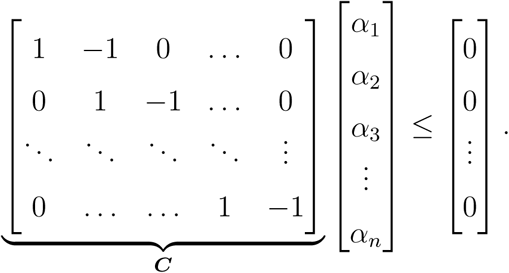 \begin{bmatrix} 1 & -1 & 0 & \dots & 0 \\ 0 & 1 & -1 & \dots & 0 \\ \ddots & \ddots & \ddots & \ddots & \vdots \\ 0 & \dots & \dots & 1 & -1 \end{bmatrix} \begin{bmatrix} \alpha_1 \\ \alpha_2 \\ \alpha_3 \\ \vdots \\ \alpha_n \end{bmatrix} \leq \begin{bmatrix} 0 \\ 0 \\ \vdots \\ 0 \end{bmatrix} .
C